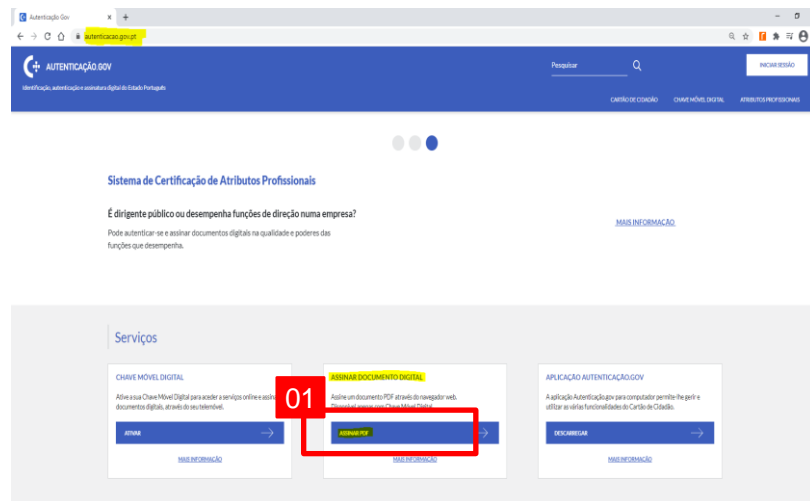 Autenticação Gov
autenticacao.gov.pt
AUTENTICAÇÃO.GOV
Identificação, autenticação e assinatura digital do Estado Português
Pesquisar
INICIAR SESSÃO
CARTÃO DE CIDADÃO CHAVE MÓVEL DIGITAL ATRIBUTOS PROFISSIONAIS
Sistema de Certificação de Atributos Profissionais
É dirigente público ou desempenha funções de direção numa empresa?
Pode autenticar-se e assinar documentos digitais na qualidade e poderes das
funções que desempenha.
MAIS INFORMAÇÃO
Serviços
CHAVE MÓVEL DIGITAL
Ative a sua Chave Móvel Digital para aceder a serviços online e assinar
documentos digitais, através do seu telemóvel.
ATIVAR
MAIS INFORMAÇÃO
01
ASSINAR DOCUMENTO DIGITAL
Assine um documento PDF através do navegador web.
Disponível apenas com Chave Móvel Digital.
ASSINAR PDF
MAIS INFORMAÇÃO
APLICAÇÃO AUTENTICAÇÃO.GOV
A aplicação Autenticação.gov para computador permite-lhe gerir e
utilizar as várias funcionalidades do Cartão de Cidadão.
DESCARREGAR
MAIS INFORMAÇÃO